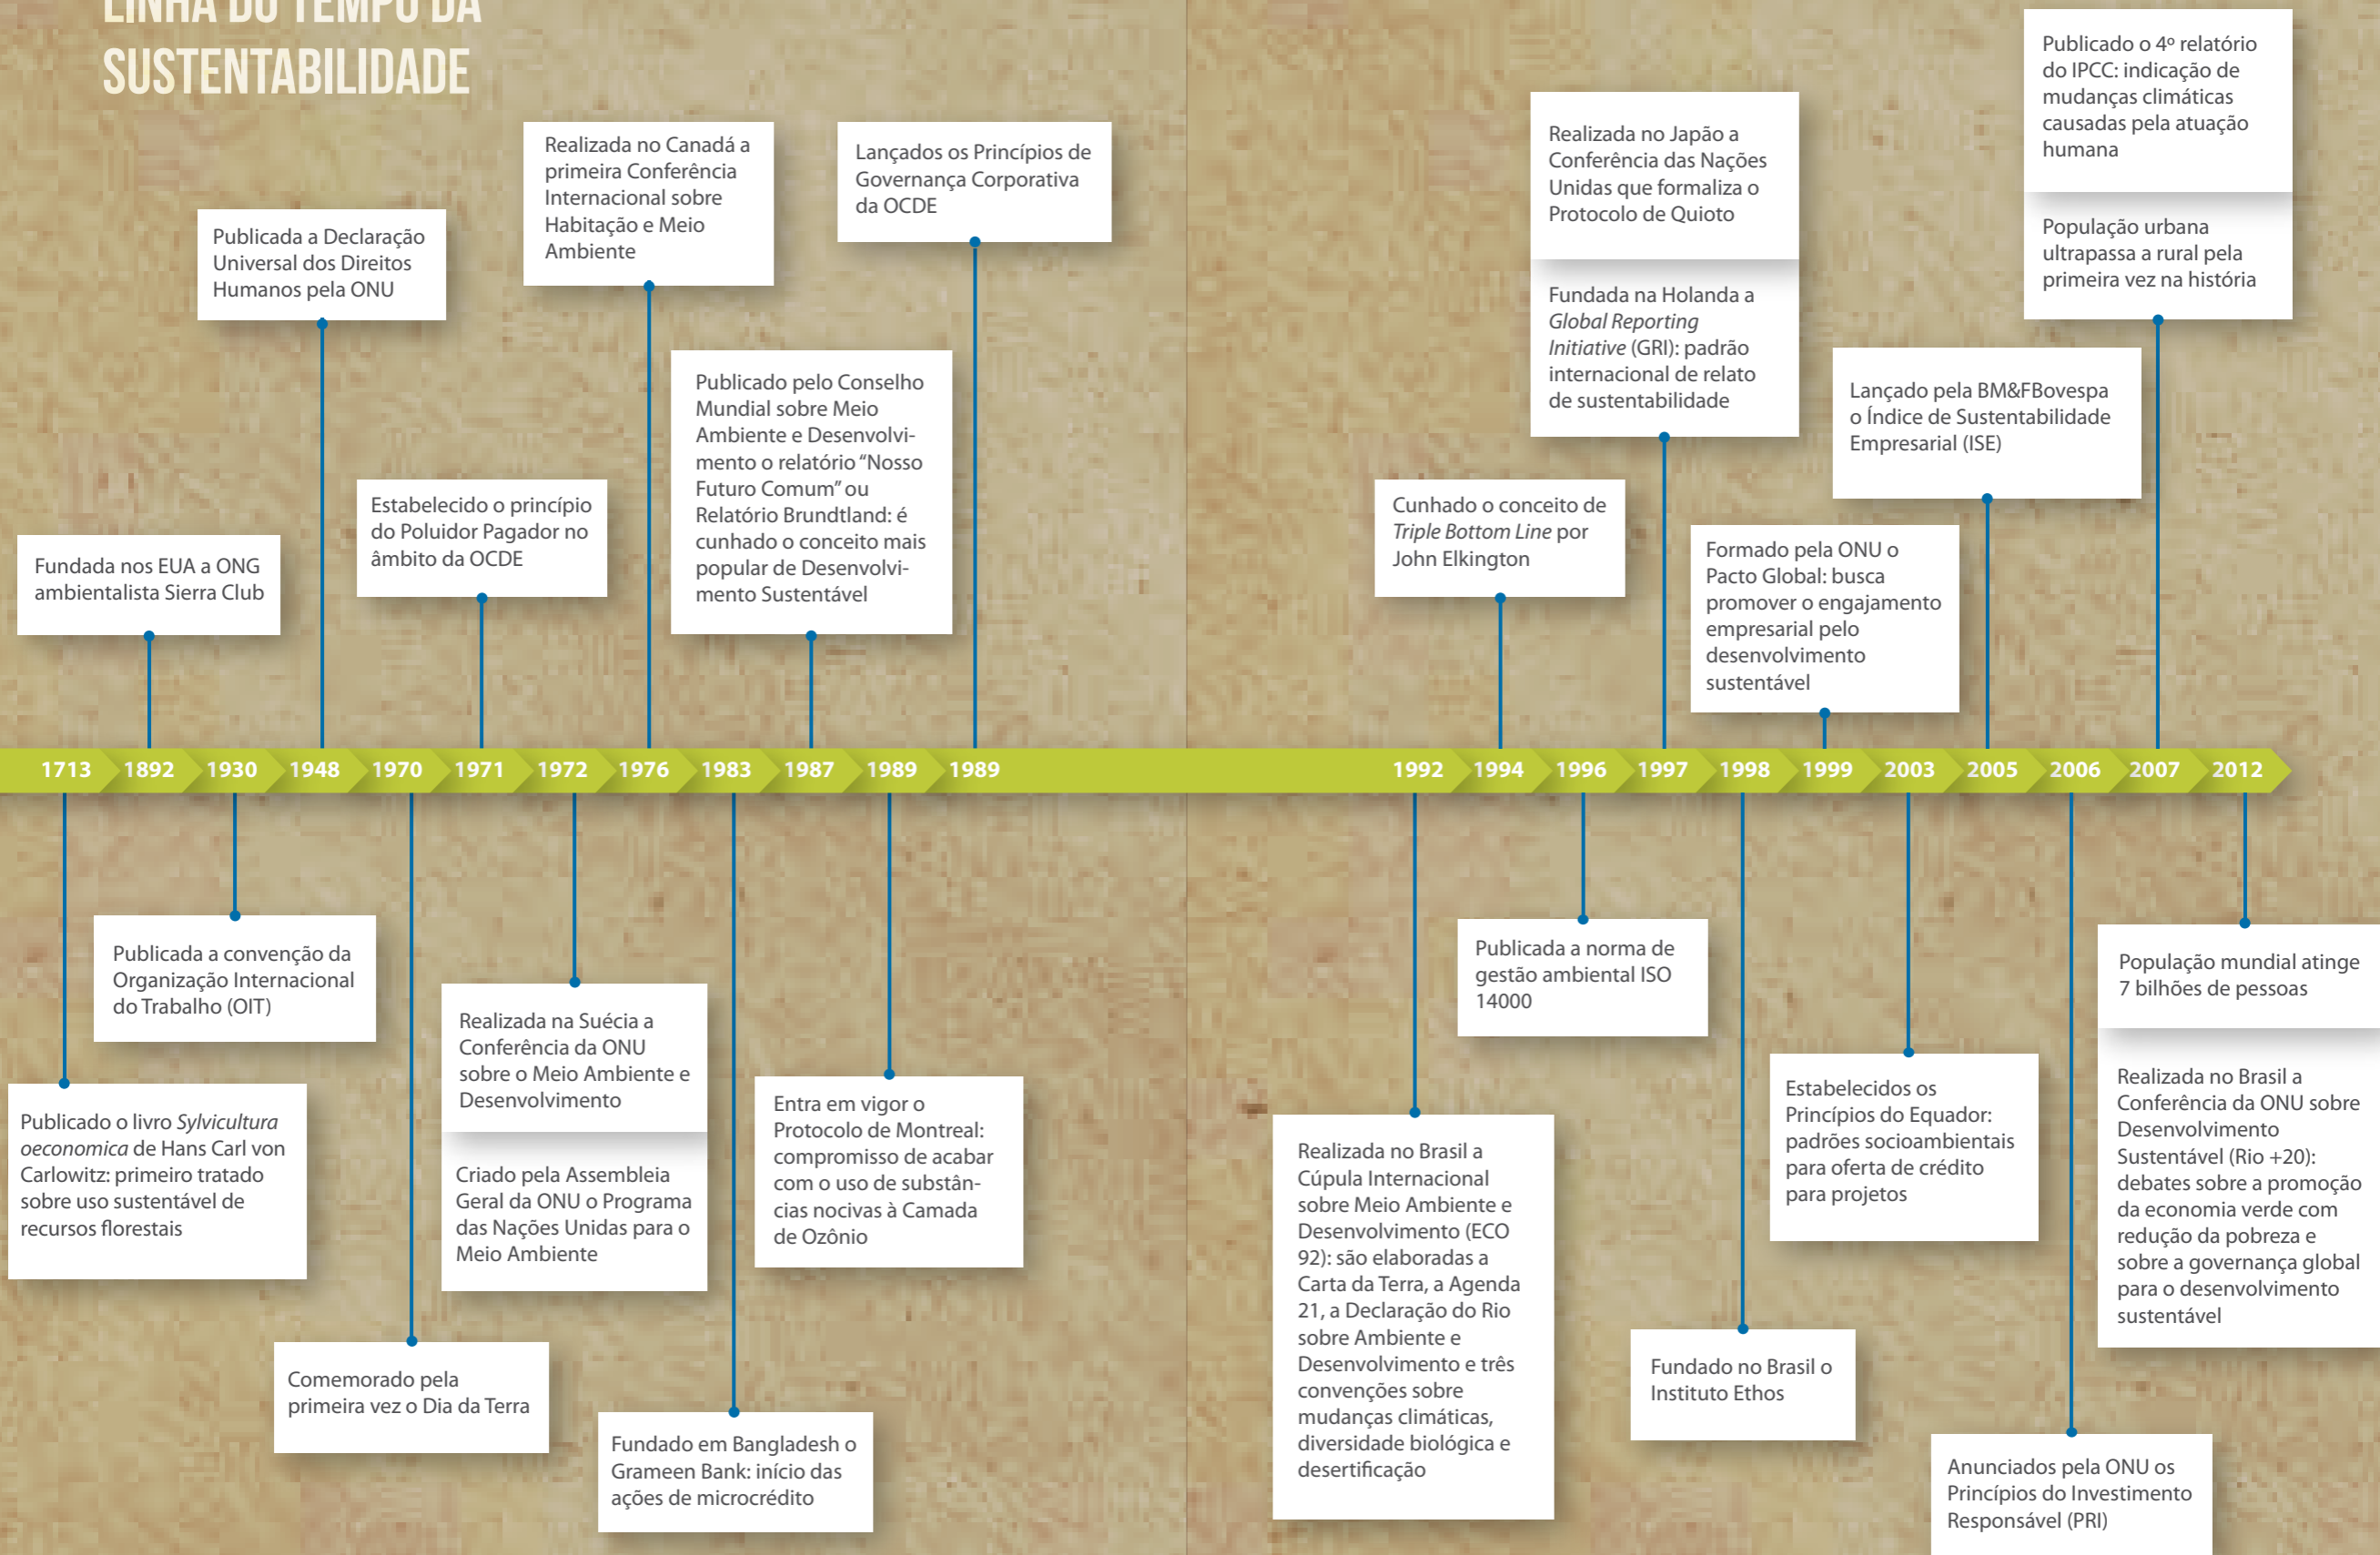 LINHA DO TEMPO DA
SUSTENTABILIDADE
Publicada a Declaração
Universal dos Direitos
Humanos pela ONU
Realizada no Canadá a
primeira Conferência
Internacional sobre
Habitação e Meio
Ambiente
Lançados os Princípios de
Governança Corporativa
da OCDE
Fundada nos EUA a ONG
ambientalista Sierra Club
Estabelecido o princípio
do Poluidor Pagador no
âmbito da OCDE
Publicado pelo Conselho
Mundial sobre Meio
Ambiente e Desenvolvi-
mento o relatório “Nosso
Futuro Comum” ou
Relatório Brundtland: é
cunhado o conceito mais
popular de Desenvolvi-
mento Sustentável
Realizada no Japão a
Conferência das Nações
Unidas que formaliza o
Protocolo de Quioto
Fundada na Holanda a
Global Reporting
Initiative (GRI): padrão
internacional de relato
de sustentabilidade
Publicado o 4º relatório
do IPCC: indicação de
mudanças climáticas
causadas pela atuação
humana
População urbana
ultrapassa a rural pela
primeira vez na história
Cunhado o conceito de
Triple Bottom Line por
John Elkington
Formado pela ONU o
Pacto Global: busca
promover o engajamento
empresarial pelo
desenvolvimento
sustentável
Lançado pela BM&FBovespa
o Índice de Sustentabilidade
Empresarial (ISE)
1713 1892 1930 1948 1970 1971 1972 1976 1983 1987 1989 1989 1992 1994 1996 1997 1998 1999 2003 2005 2006 2007 2012
Publicado o livro Sylvicultura
oeconomica de Hans Carl von
Carlowitz: primeiro tratado
sobre uso sustentável de
recursos florestais
Publicada a convenção da
Organização Internacional
do Trabalho (OIT)
Comemorado pela
primeira vez o Dia da Terra
Realizada na Suécia a
Conferência da ONU
sobre o Meio Ambiente e
Desenvolvimento
Criado pela Assembleia
Geral da ONU o Programa
das Nações Unidas para o
Meio Ambiente
Fundado em Bangladesh o
Grameen Bank: início das
ações de microcrédito
Entra em vigor o
Protocolo de Montreal:
compromisso de acabar
com o uso de substân-
cias nocivas à Camada
de Ozônio
Realizada no Brasil a
Cúpula Internacional
sobre Meio Ambiente e
Desenvolvimento (ECO
92): são elaboradas a
Carta da Terra, a Agenda
21, a Declaração do Rio
sobre Ambiente e
Desenvolvimento e três
convenções sobre
mudanças climáticas,
diversidade biológica e
desertificação
Publicada a norma de
gestão ambiental ISO
14000
Fundado no Brasil o
Instituto Ethos
Estabelecidos os
Princípios do Equador:
padrões socioambientais
para oferta de crédito
para projetos
Anunciados pela ONU os
Princípios do Investimento
Responsável (PRI)
População mundial atinge
7 bilhões de pessoas
Realizada no Brasil a
Conferência da ONU sobre
Desenvolvimento
Sustentável (Rio +20):
debates sobre a promoção
da economia verde com
redução da pobreza e
sobre a governança global
para o desenvolvimento
sustentável